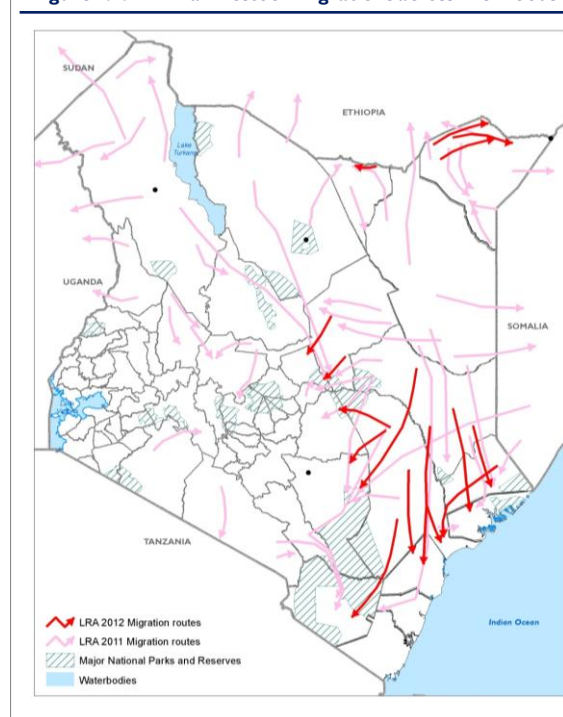 SUDAN
ETHIOPIA
Lake
Turkana
UGANDA
SOMALIA
TANZANIA
LRA 2012 Migration routes
LRA 2011 Migration routes
Major National Parks and Reserves
Waterbodies
Indian Ocean